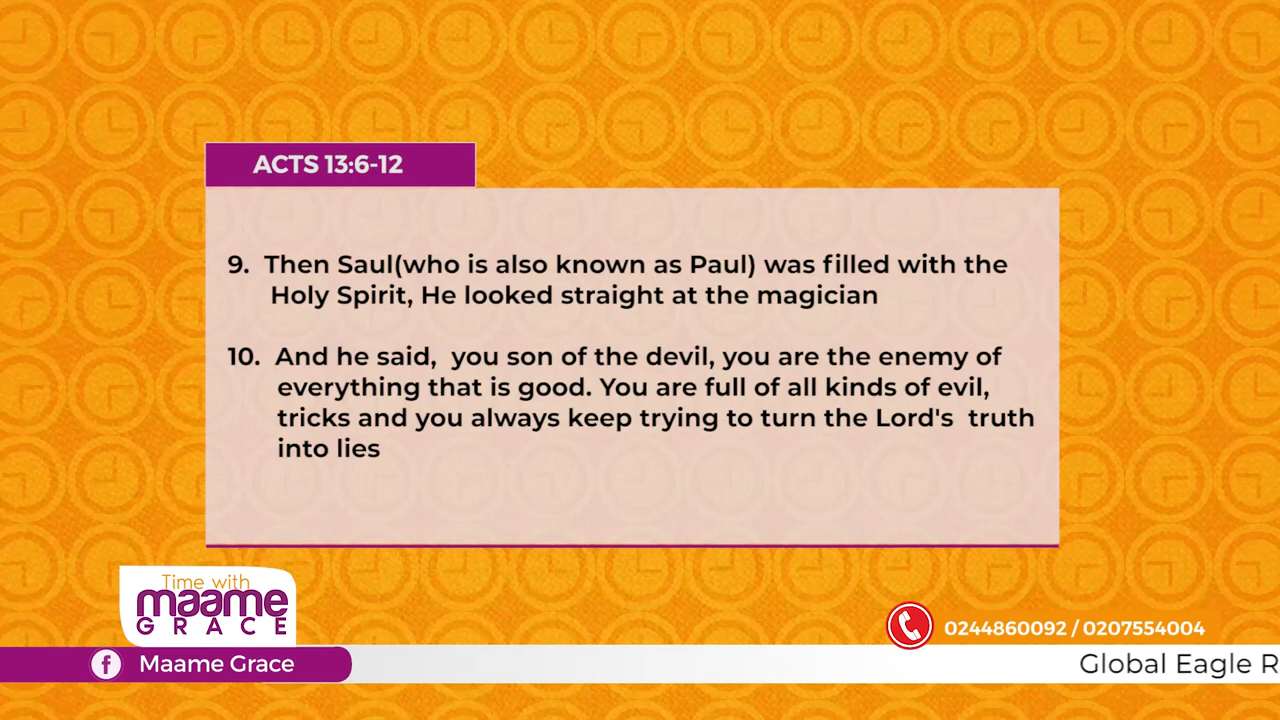 ACTS 13:6-12
9. Then Saul(who is also known as Paul) was filled with the
Holy Spirit, He looked straight at the magician
10. And he said, you son of the devil, you are the enemy of
everything that is good. You are full of all kinds of evil,
tricks and you always keep trying to turn the Lord's truth
into lies
Time with
maame
GRACE
0244860092 / 0207554004
Maame Grace
Global Eagle R